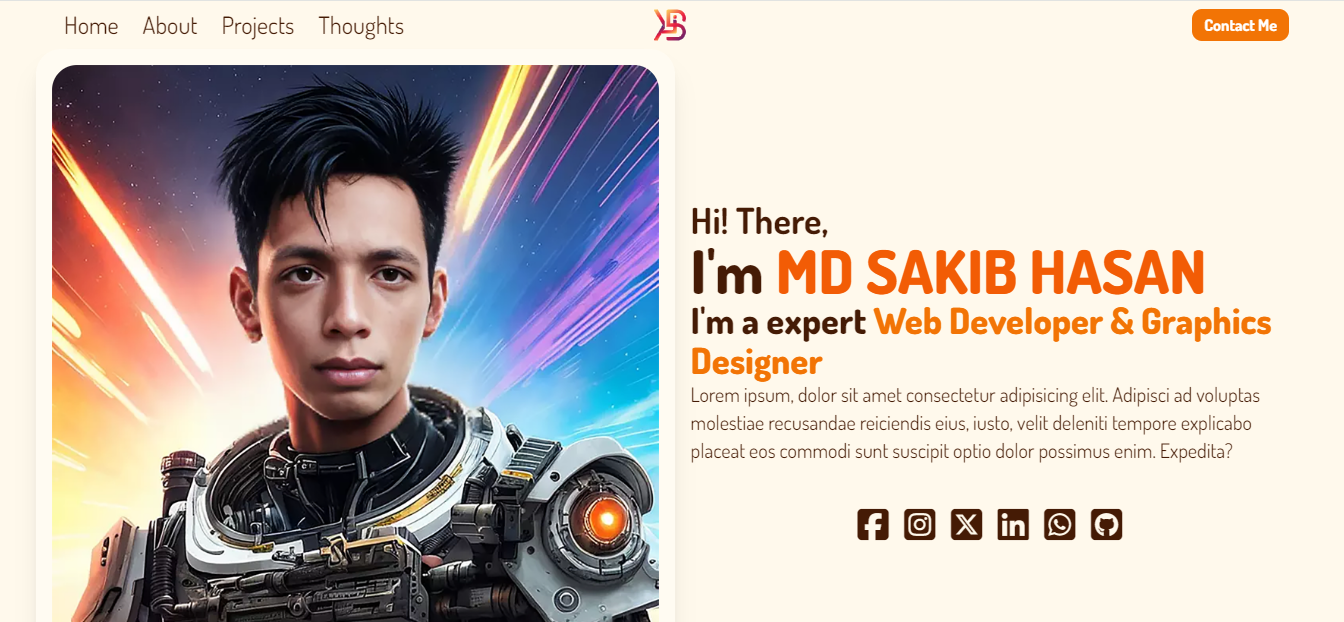 Home About Projects Thoughts
Contact Me
Hi! There,
I'm MD SAKIB HASAN
I'm a expert Web Developer & Graphics
Designer
Lorem ipsum, dolor sit amet consectetur adipisicing elit. Adipisci ad voluptas
molestiae recusandae reiciendis eius, iusto, velit deleniti tempore explicabo
placeat eos commodi sunt suscipit optio dolor possimus enim. Expedita?